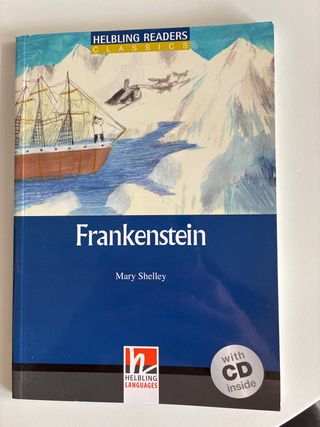 HELBLING READERS
CLASSICS
Frankenstein
Mary Shelley
with
CD
inside
h
HELBLING
LANGUAGES